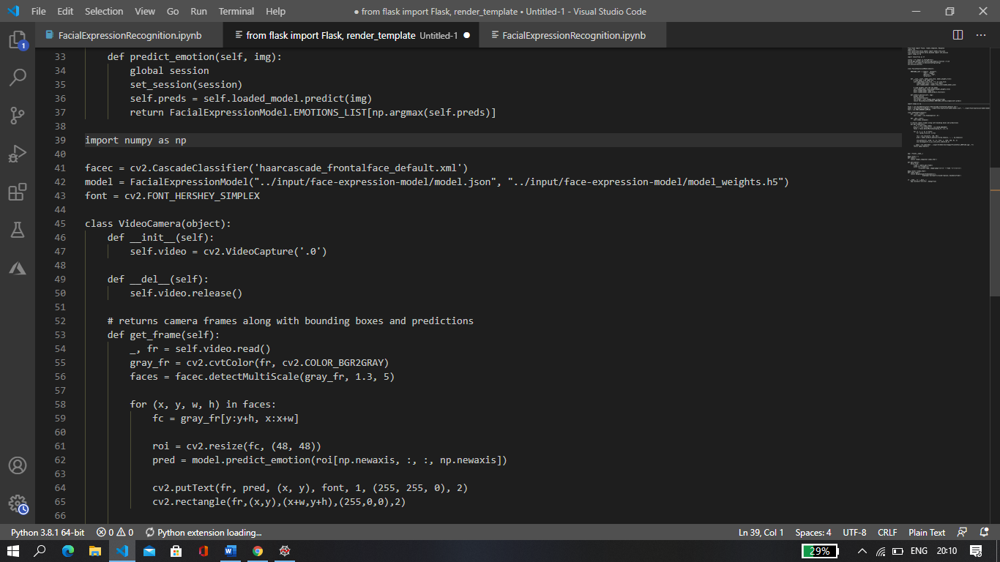 File Edit Selection View Go Run Terminal Help ● from flask import Flask, render_template • Untitled-1 - Visual Studio Code
FacialExpressionRecognition.ipynb from flask import Flask, render_template Untitled-1 ● FacialExpressionRecognition.ipynb
1
33 def predict_emotion(self, img):
34 global session
35 set_session(session)
36 self.preds = self.loaded_model.predict(img)
37 return FacialExpressionModel.EMOTIONS_LIST[np.argmax(self.preds)]
38
39 import numpy as np
40
41 facec = cv2.CascadeClassifier('haarcascade_frontalface_default.xml')
42 model = FacialExpressionModel("../input/face-expression-model/model.json", "../input/face-expression-model/model_weights.h5")
43 font = cv2.FONT_HERSHEY_SIMPLEX
44
45 class VideoCamera(object):
46 def __init__(self):
47 self.video = cv2.VideoCapture('.0')
48
49 def __del__(self):
50 self.video.release()
51
52 # returns camera frames along with bounding boxes and predictions
53 def get_frame(self):
54 _, fr = self.video.read()
55 gray_fr = cv2.cvtColor(fr, cv2.COLOR_BGR2GRAY)
56 faces = facec.detectMultiScale(gray_fr, 1.3, 5)
57
58 for (x, y, w, h) in faces:
59 fc = gray_fr[y:y+h, x:x+w]
60
61 roi = cv2.resize(fc, (48, 48))
62 pred = model.predict_emotion(roi[np.newaxis, :, :, np.newaxis])
63
64 cv2.putText(fr, pred, (x, y), font, 1, (255, 255, 0), 2)
65 cv2.rectangle(fr,(x,y),(x+w,y+h),(255,0,0),2)
66
Python 3.8.1 64-bit 0 0 Python extension loading... Ln 39, Col 1 Spaces: 4 UTF-8 CRLF Plain Text
29% ENG 20:10